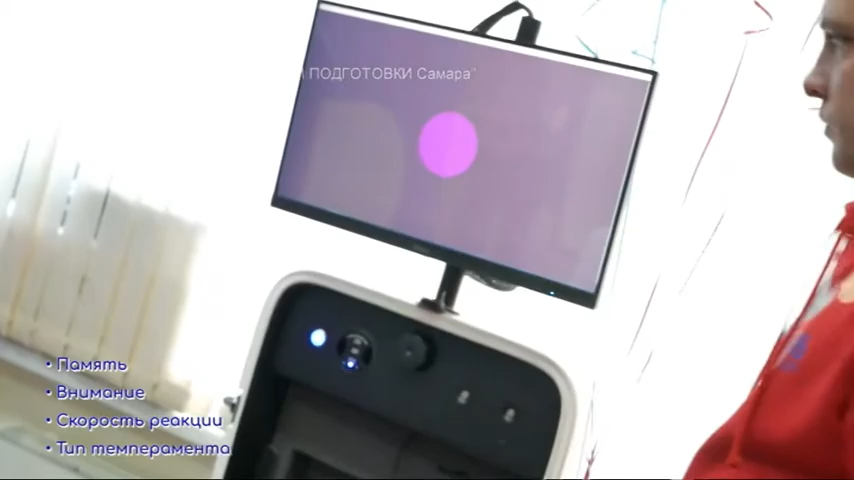 ПОДГОТОВКИ Самара"
• Память
• Внимание
• Скорость реакции
• Тип темперамента